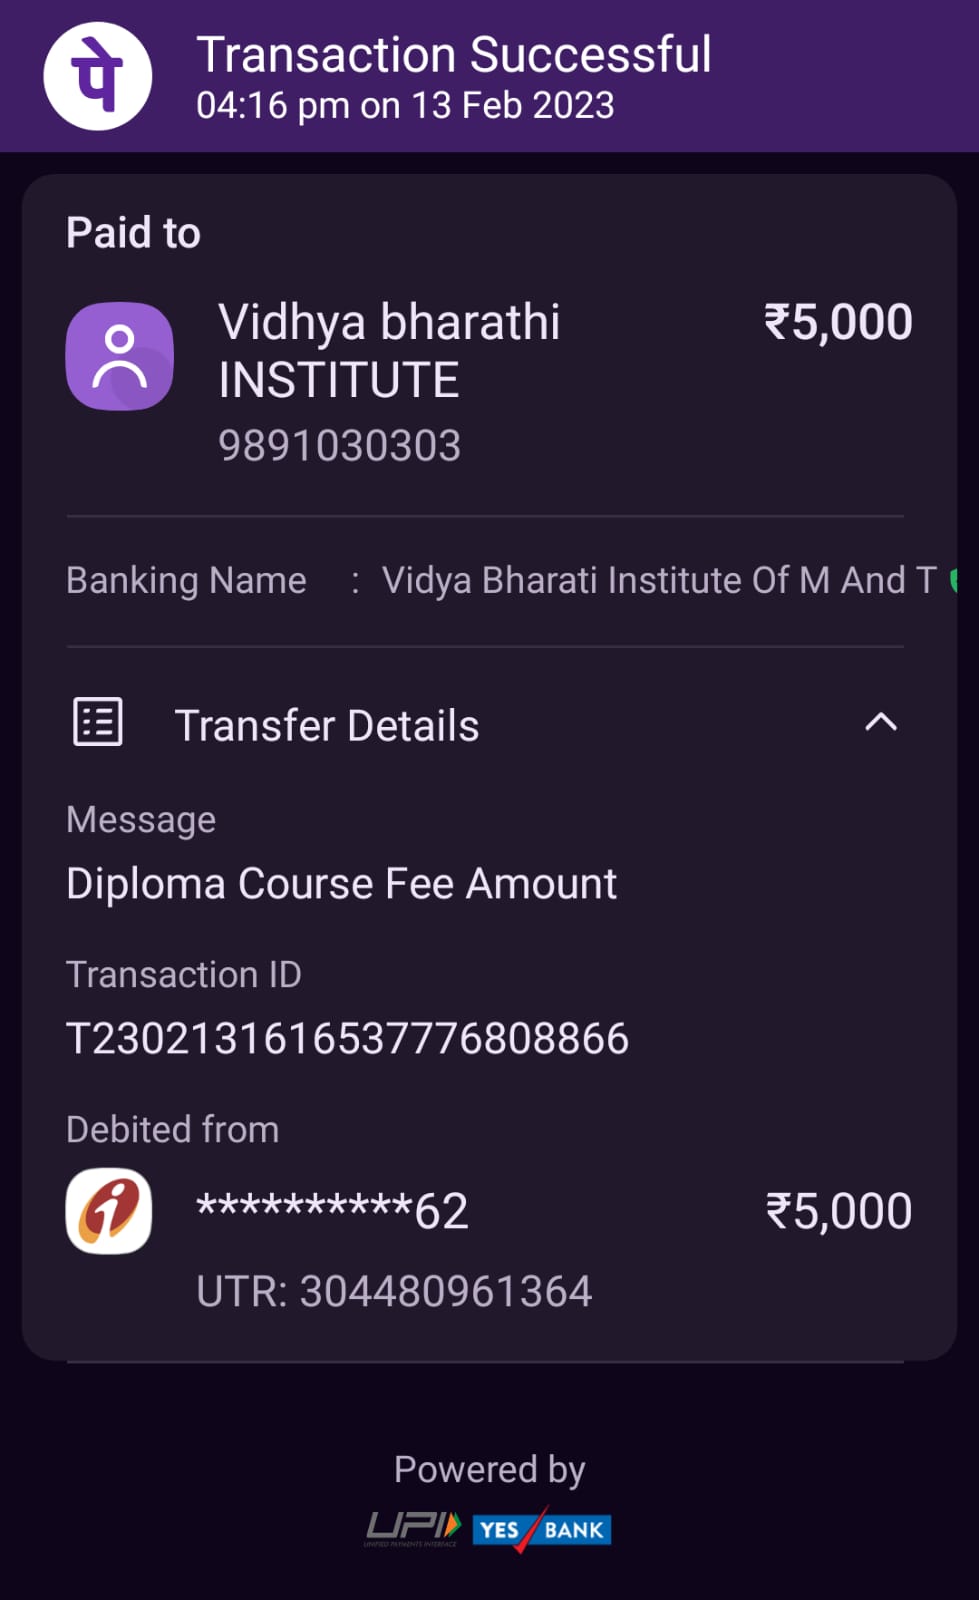 पे
Transaction Successful
04:16 pm on 13 Feb 2023
Paid to
Vidhya bharathi
INSTITUTE
₹5,000
9891030303
Banking Name : Vidya Bharati Institute Of M And T
Transfer Details
Message
Diploma Course Fee Amount
Transaction ID
T2302131616537776808866
Debited from
**********62
₹5,000
UTR: 304480961364
Powered by
UPI
UNIFIED PAYMENTS INTERFACE
YES BANK